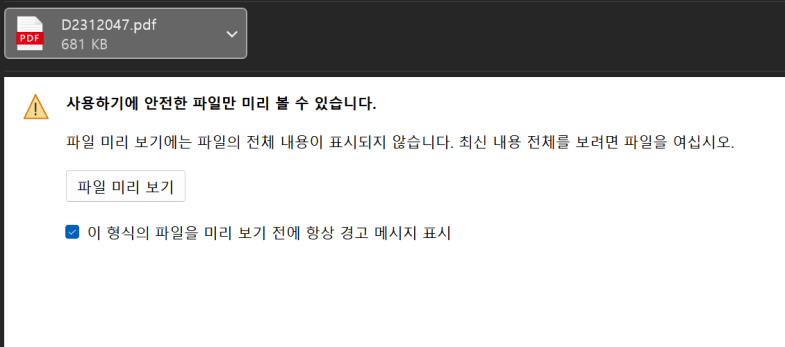 PDF
D2312047.pdf
681 KB
사용하기에 안전한 파일만 미리 볼 수 있습니다.
파일 미리 보기에는 파일의 전체 내용이 표시되지 않습니다. 최신 내용 전체를 보려면 파일을 여십시오.
파일 미리 보기
이 형식의 파일을 미리 보기 전에 항상 경고 메시지 표시